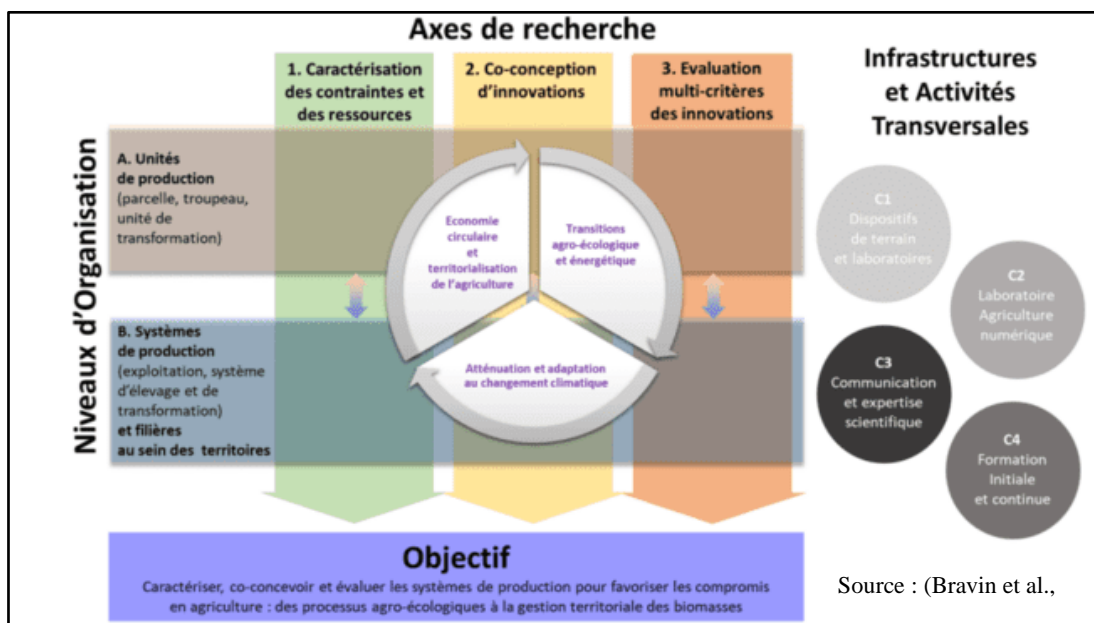 Axes de recherche
1. Caractérisation
des contraintes et
des ressources
2. Co-conception
d'innovations
3. Evaluation
multi-critères
des innovations
Infrastructures
et Activités
Transversales
Niveaux d'Organisation
A. Unités
de production
(parcelle, troupeau,
unité de
transformation)
Economie
circulaire
et
territorialisation
de l'agriculture
Transitions
agro-écologique
et énergétique
Atténuation et adaptation
au changement climatique
B. Systèmes
de production
(exploitation, système
d'élevage et de
transformation)
et filières
au sein des territoires
C1
Dispositifs
de terrain
et laboratoires
C2
Laboratoire
Agriculture
numérique
C3
Communication
et expertise
scientifique
C4
Formation
Initiale
et continue
Objectif
Caractériser, co-concevoir et évaluer les systèmes de production pour favoriser les compromis
en agriculture : des processus agro-écologiques à la gestion territoriale des biomasses
Source : (Bravin et al.,